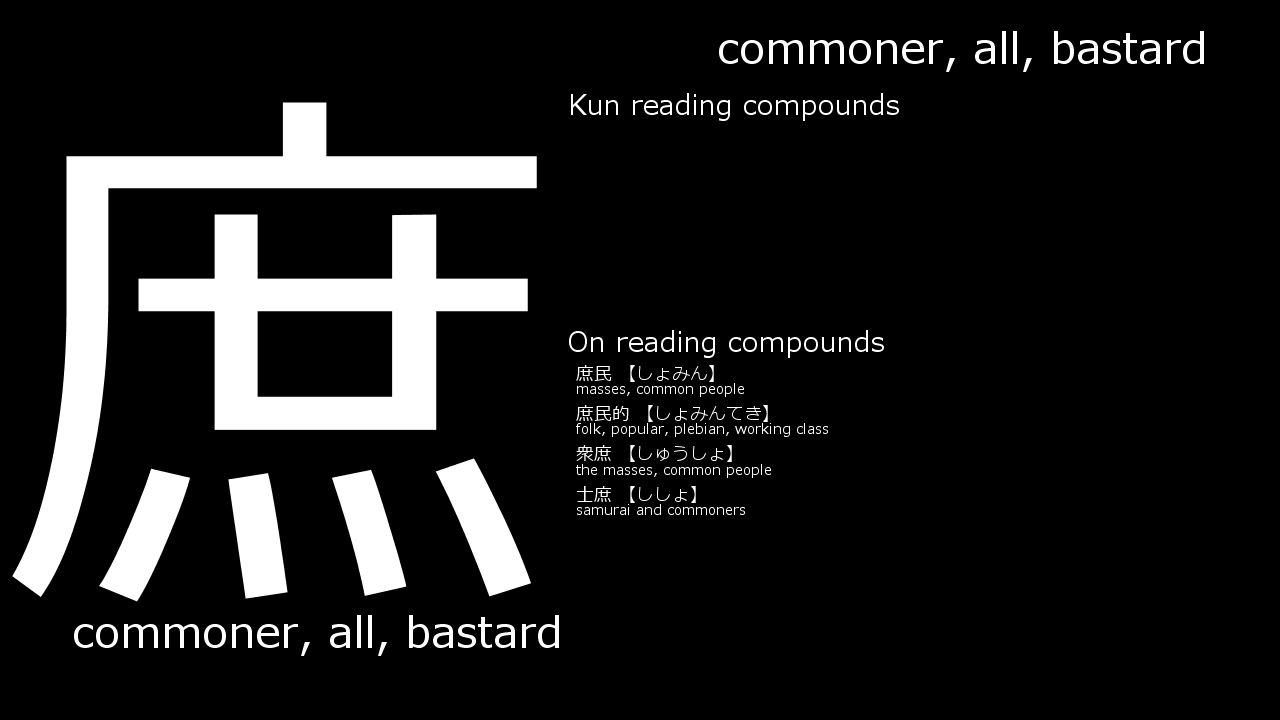 庶
commoner, all, bastard
commoner, all, bastard
Kun reading compounds
On reading compounds
庶民 【しょみん】
masses, common people
庶民的 【しょみんてき】
folk, popular, plebian, working class
衆庶 【しゅうしょ】
the masses, common people
士庶 【ししょ】
samurai and commoners